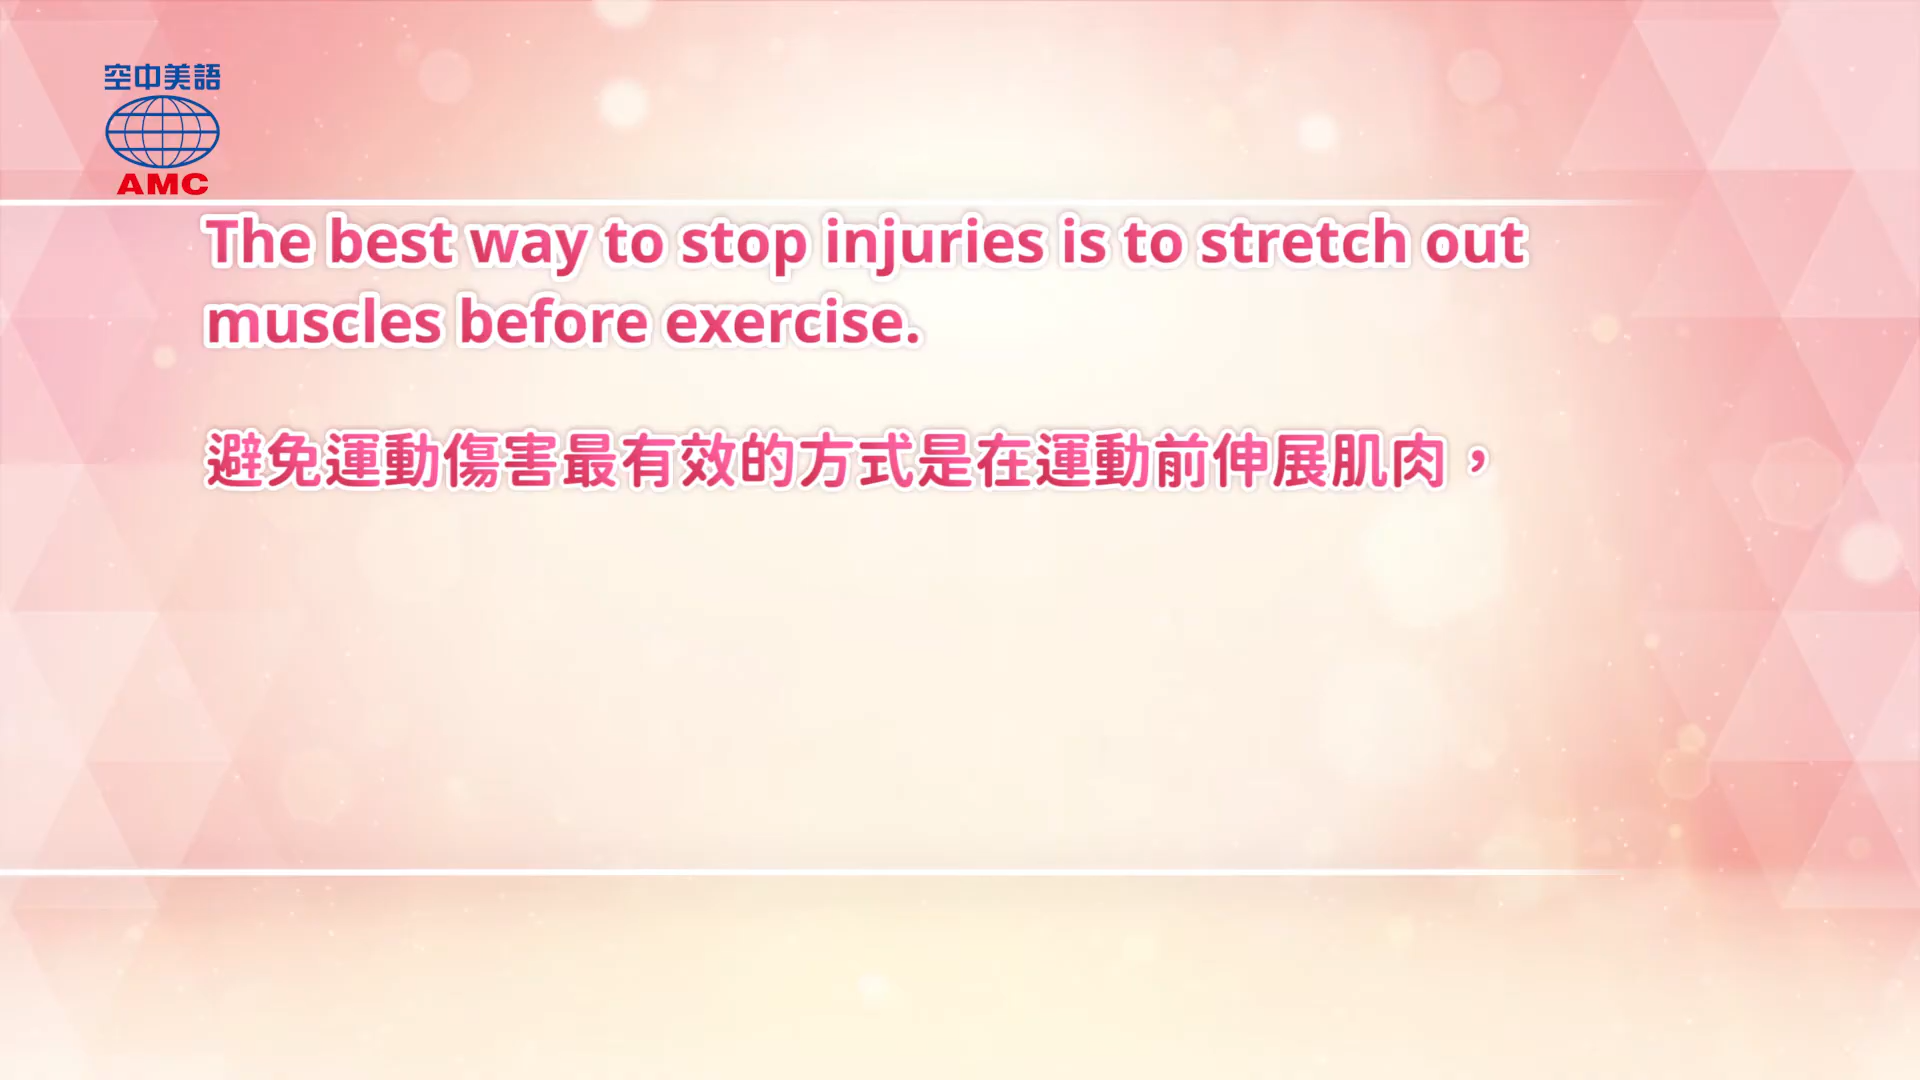 空中美語
AMC
The best way to stop injuries is to stretch out
muscles before exercise.
避免運動傷害最有效的方式是在運動前伸展肌肉，